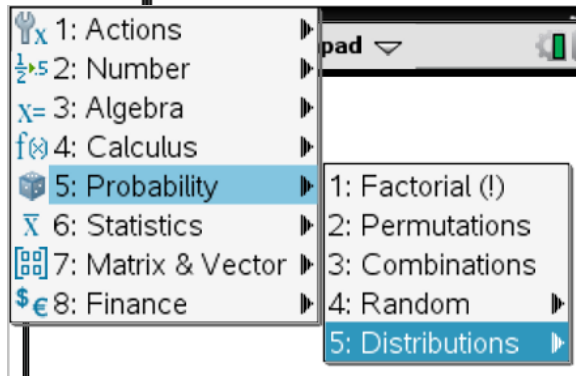 1: Actions
2: Number
3: Algebra
4: Calculus
5: Probability
6: Statistics
7: Matrix & Vector
8: Finance
pad
1: Factorial (!)
2: Permutations
3: Combinations
4: Random
5: Distributions